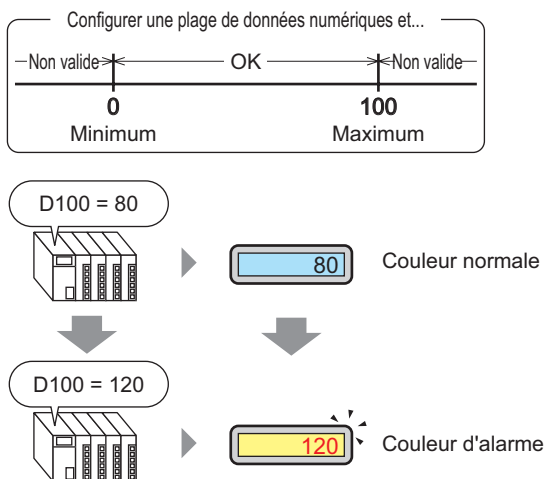 Configurer une plage de données numériques et...
Non valide OK Non valide
0 100
Minimum Maximum
D100 = 80
80 Couleur normale
D100 = 120
120 Couleur d'alarme